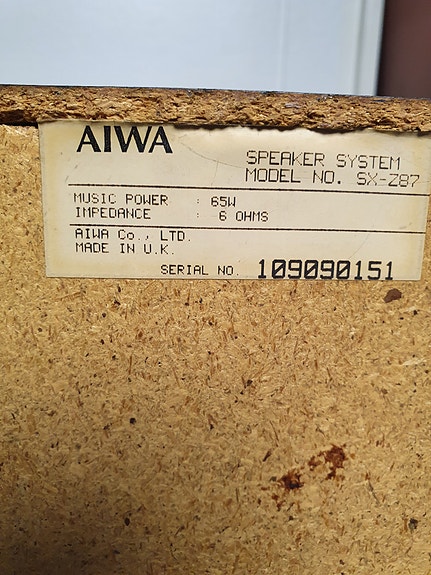 AIWA
SPEAKER SYSTEM
MODEL NO. SX-Z87
MUSIC POWER : 65W
IMPEDANCE : 6 OHMS
AIWA Co., LTD.
MADE IN U.K.
SERIAL NO. 109090151